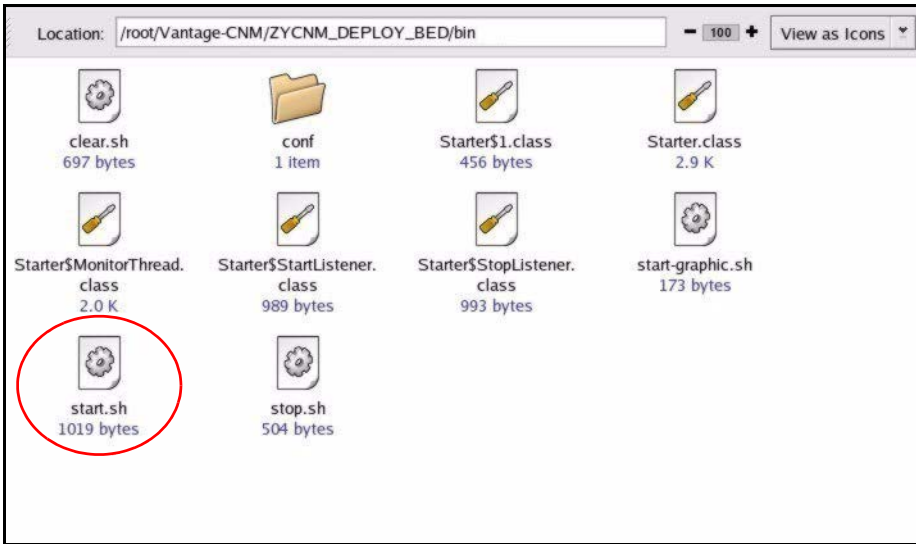 Location: /root/Vantage-CNM/ZYCNM_DEPLOY_BED/bin
100
View as Icons
clear.sh
697 bytes
conf
1 item
Starter$1.class
456 bytes
Starter.class
2.9 K
Starter$MonitorThread.
class
2.0 K
Starter$StartListener.
class
989 bytes
Starter$StopListener.
class
993 bytes
start-graphic.sh
173 bytes
start.sh
1019 bytes
stop.sh
504 bytes